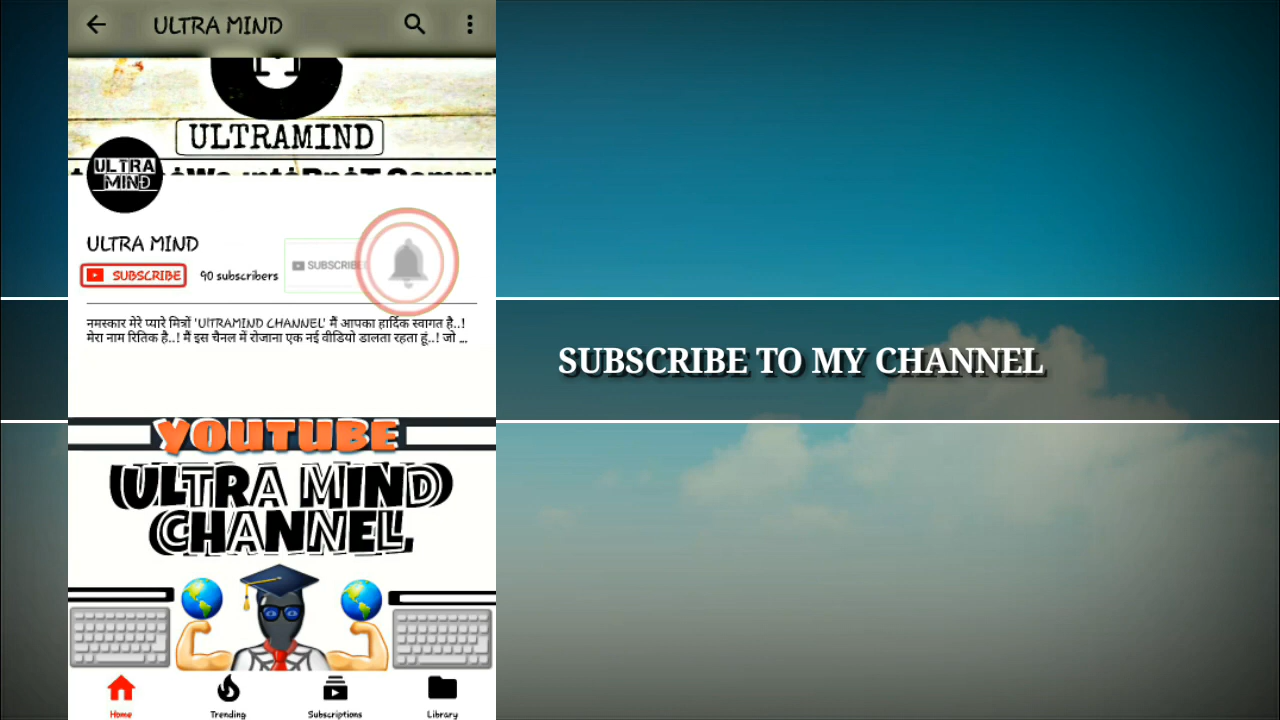 ULTRA MIND
ULTRAMIND
ULTRA
MIND
ULTRA MIND
SUBSCRIBE 90 subscribers SUBSCRIBE
नमस्कार मेरे प्यारे मित्रों 'UltRAMIND CHANNEL' मैं आपका हार्दिक स्वागत है..!
मेरा नाम रितिक है..! मैं इस चैनल में रोजाना एक नई वीडियो डालता रहता हूं..! जो ...
SUBSCRIBE TO MY CHANNEL
YOUTUBE
ULTRA MIND
CHANNEL
Home Trending Subscriptions Library